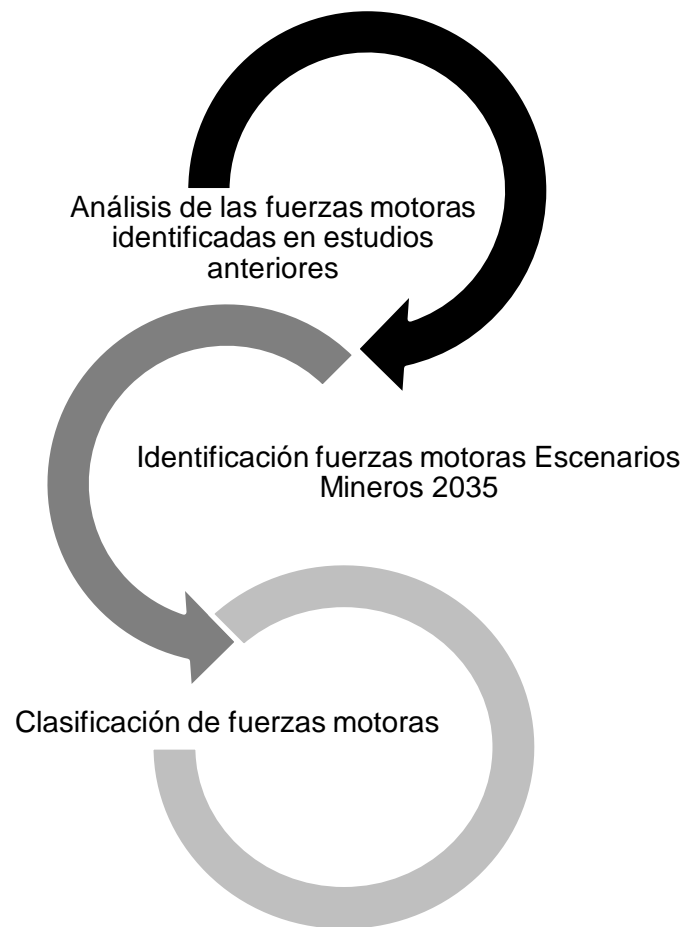 Análisis de las fuerzas motoras
identificadas en estudios
anteriores
Identificación fuerzas motoras Escenarios
Mineros 2035
Clasificación de fuerzas motoras